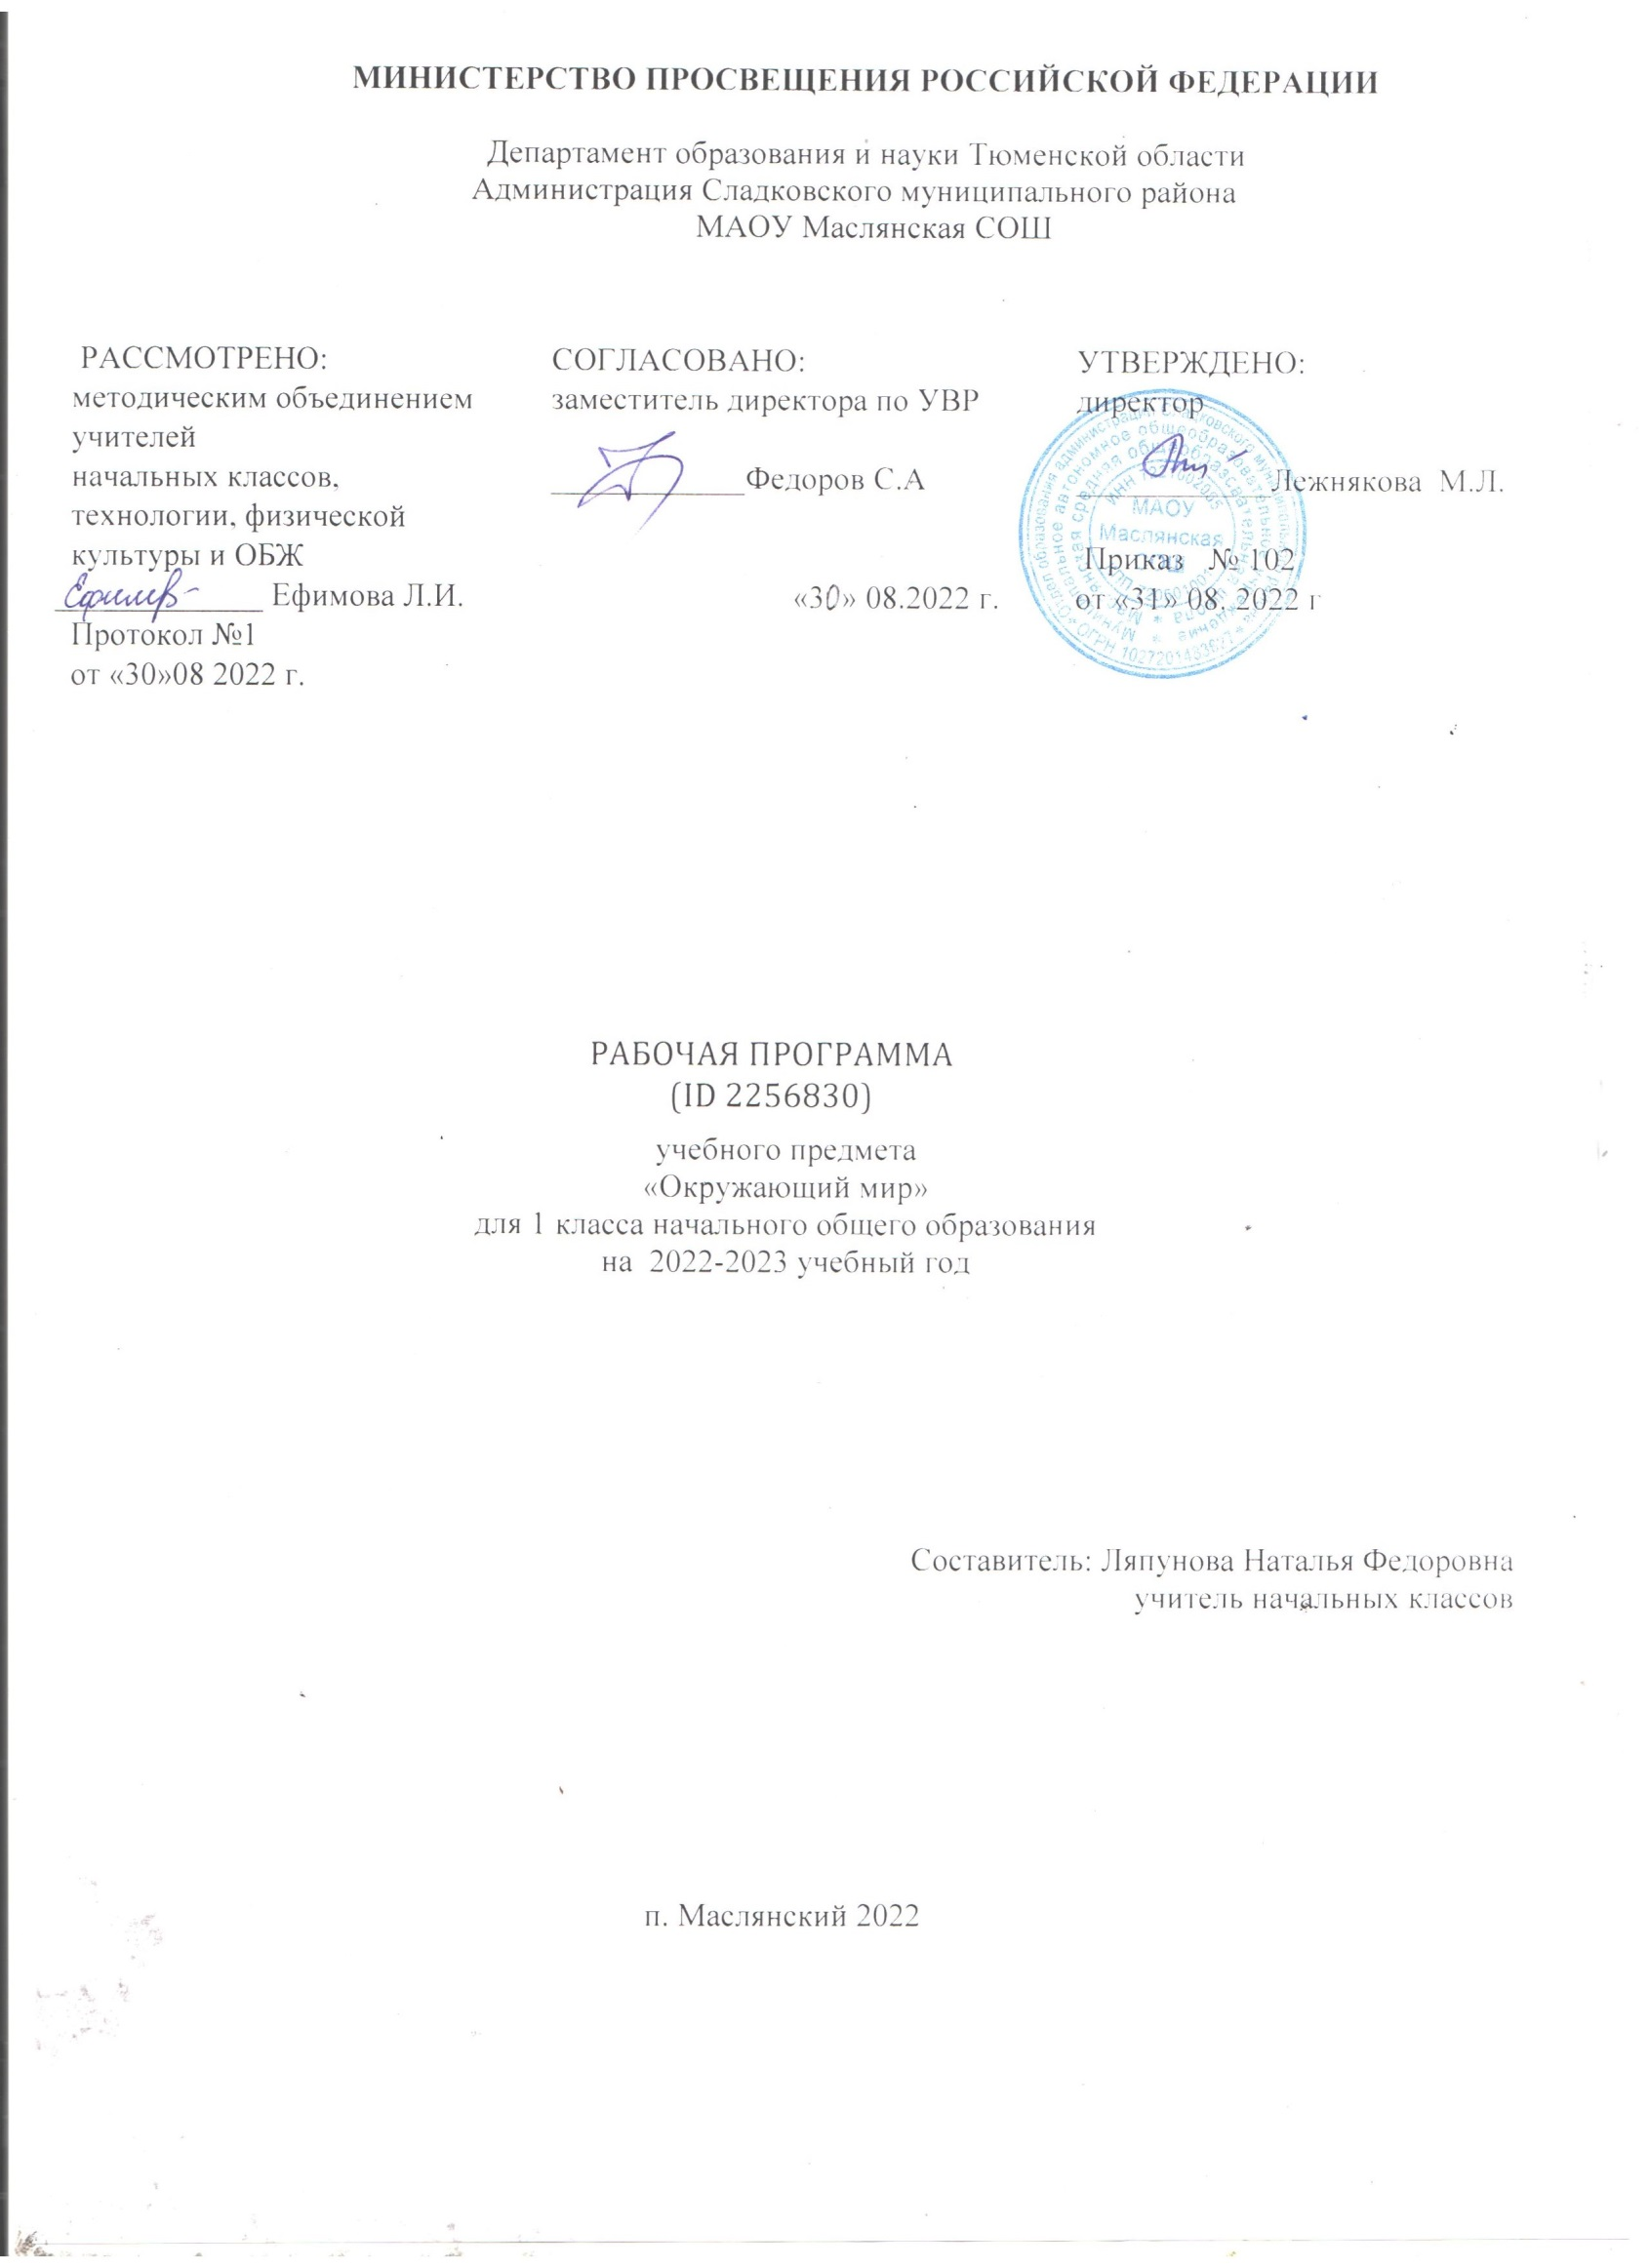 МИНИСТЕРСТВО ПРОСВЕЩЕНИЯ РОССИЙСКОЙ ФЕДЕРАЦИИ
Департамент образования и науки Тюменской области
Администрация Сладковского муниципального района
МАОУ Маслянская СОШ
РАССМОТРЕНО:
методическим объединением
учителей
начальных классов,
технологии, физической
культуры и ОБЖ
Ефимова Л.И.
Протокол №1
от «30»08 2022 г.
СОГЛАСОВАНО:
заместитель директора по УВР
Федоров С.А
«30» 08.2022 г.
УТВЕРЖДЕНО:
директор
Лежнякова М.Л.
Приказ № 102
от «31» 08. 2022 г
МАОУ
Маслянская
РАБОЧАЯ ПРОГРАММА
(ID 2256830)
учебного предмета
«Окружающий мир»
для 1 класса начального общего образования
на 2022-2023 учебный год
Составитель: Ляпунова Наталья Федоровна
учитель начальных классов
п. Маслянский 2022